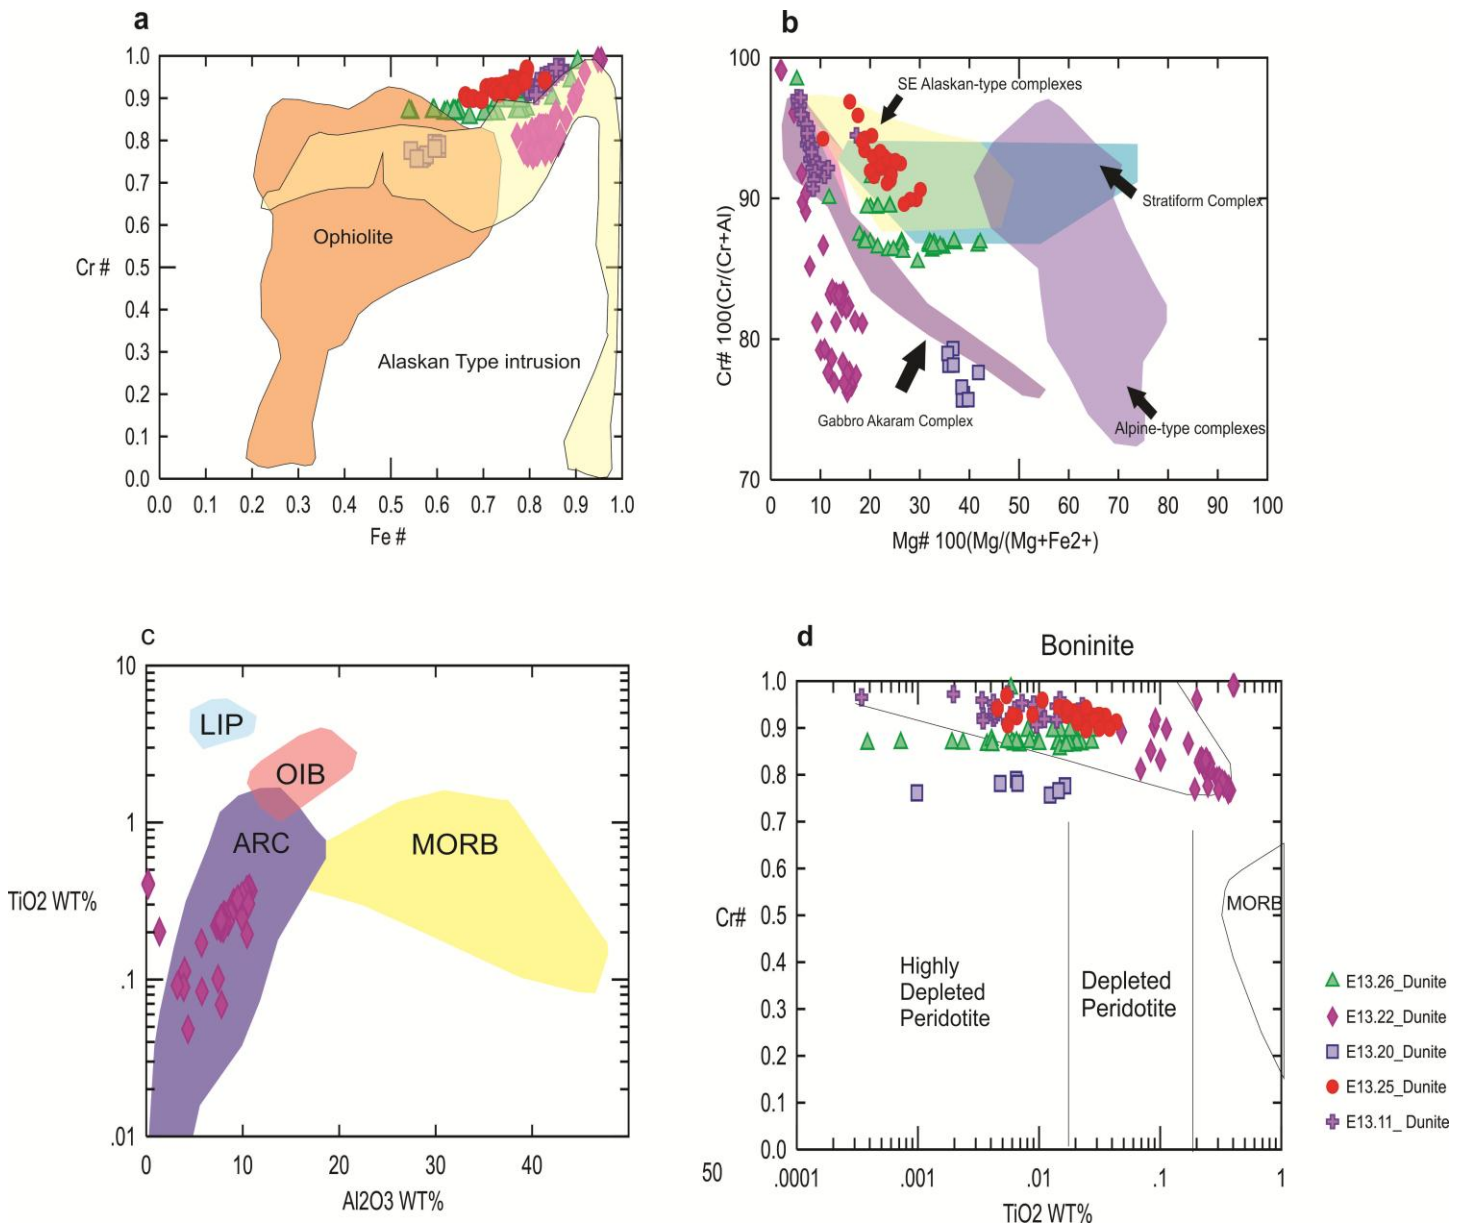 a
1.0
0.9
0.8
0.7
0.6
Cr # 0.5
0.4
0.3
0.2
0.1
0.0
Ophiolite
Alaskan Type intrusion
0.0 0.1 0.2 0.3 0.4 0.5 0.6 0.7 0.8 0.9 1.0
Fe #
b
100
90
80
70
Cr# 100(Cr/(Cr+Al)
SE Alaskan-type complexes
Stratiform Complex
Gabbro Akaram Complex
Alpine-type complexes
0 10 20 30 40 50 60 70 80 90 100
Mg# 100(Mg/(Mg+Fe2+)
c
10
1
TiO2 WT%
.1
.01
LIP
OIB
ARC
MORB
0 10 20 30 40
50
Al2O3 WT%
d
Boninite
1.0
0.9
0.8
0.7
0.6
Cr# 0.5
0.4
0.3
0.2
0.1
0.0
MORB
Highly
Depleted
Peridotite
Depleted
Peridotite
.0001 .001 .01 .1 1
TiO2 WT%
E13.26_Dunite
E13.22_Dunite
E13.20_Dunite
E13.25_Dunite
E13.11_ Dunite